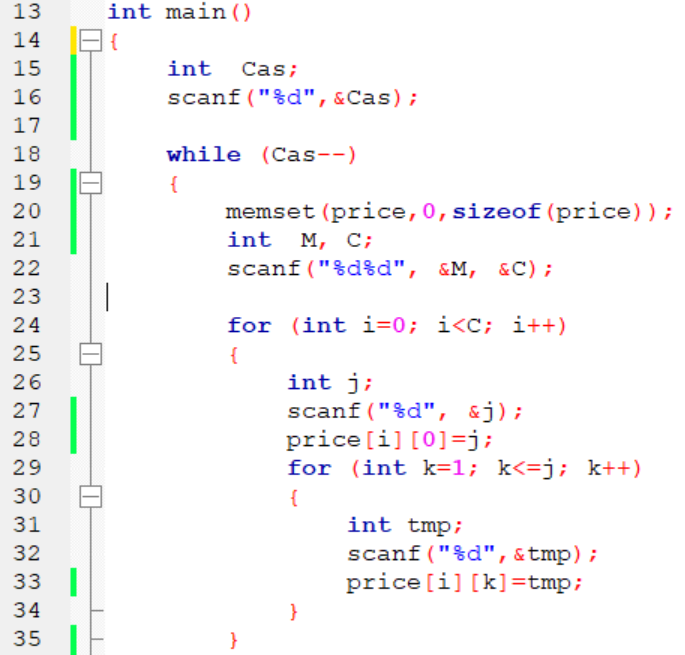 13 int main()
14 {
15 int Cas;
16 scanf("%d",&Cas);
17
18 while (Cas--)
19 {
20 memset(price,0,sizeof(price));
21 int M, C;
22 scanf("%d%d", &M, &C);
23
24 for (int i=0; i<C; i++)
25 {
26 int j;
27 scanf("%d", &j);
28 price[i][0]=j;
29 for (int k=1; k<=j; k++)
30 {
31 int tmp;
32 scanf("%d",&tmp);
33 price[i][k]=tmp;
34 }
35 }